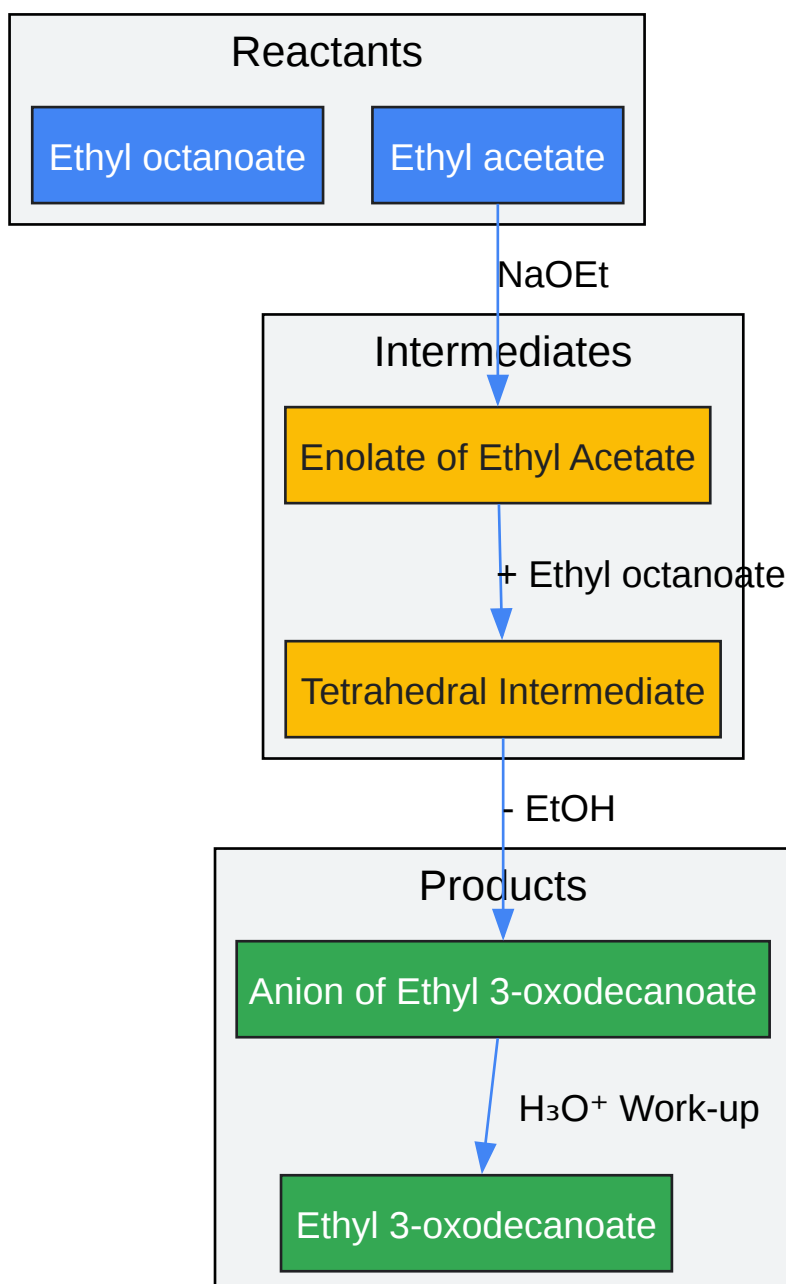 Reactants
Ethyl octanoate
Ethyl acetate
NaOEt
Intermediates
Enolate of Ethyl Acetate
+ Ethyl octanoate
Tetrahedral Intermediate
- EtOH
Products
Anion of Ethyl 3-oxodecanoate
H₃O⁺ Work-up
Ethyl 3-oxodecanoate